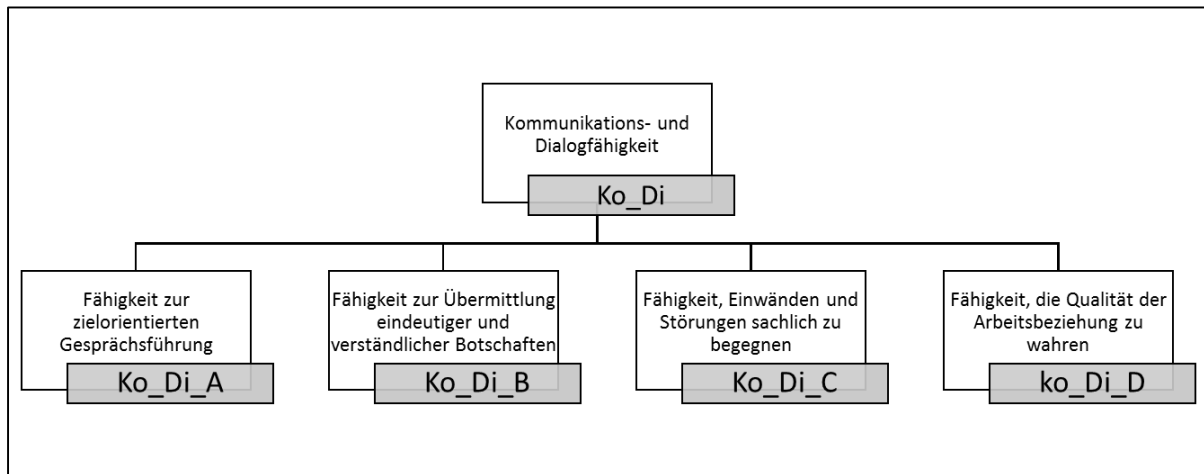 Kommunikations- und
Dialogfähigkeit
Ko_Di
Fähigkeit zur
zielorientierten
Gesprächsführung
Ko_Di_A
Fähigkeit zur Übermittlung
eindeutiger und
verständlicher Botschaften
Ko_Di_B
Fähigkeit, Einwänden und
Störungen sachlich zu
begegnen
Ko_Di_C
Fähigkeit, die Qualität der
Arbeitsbeziehung zu
wahren
ko_Di_D